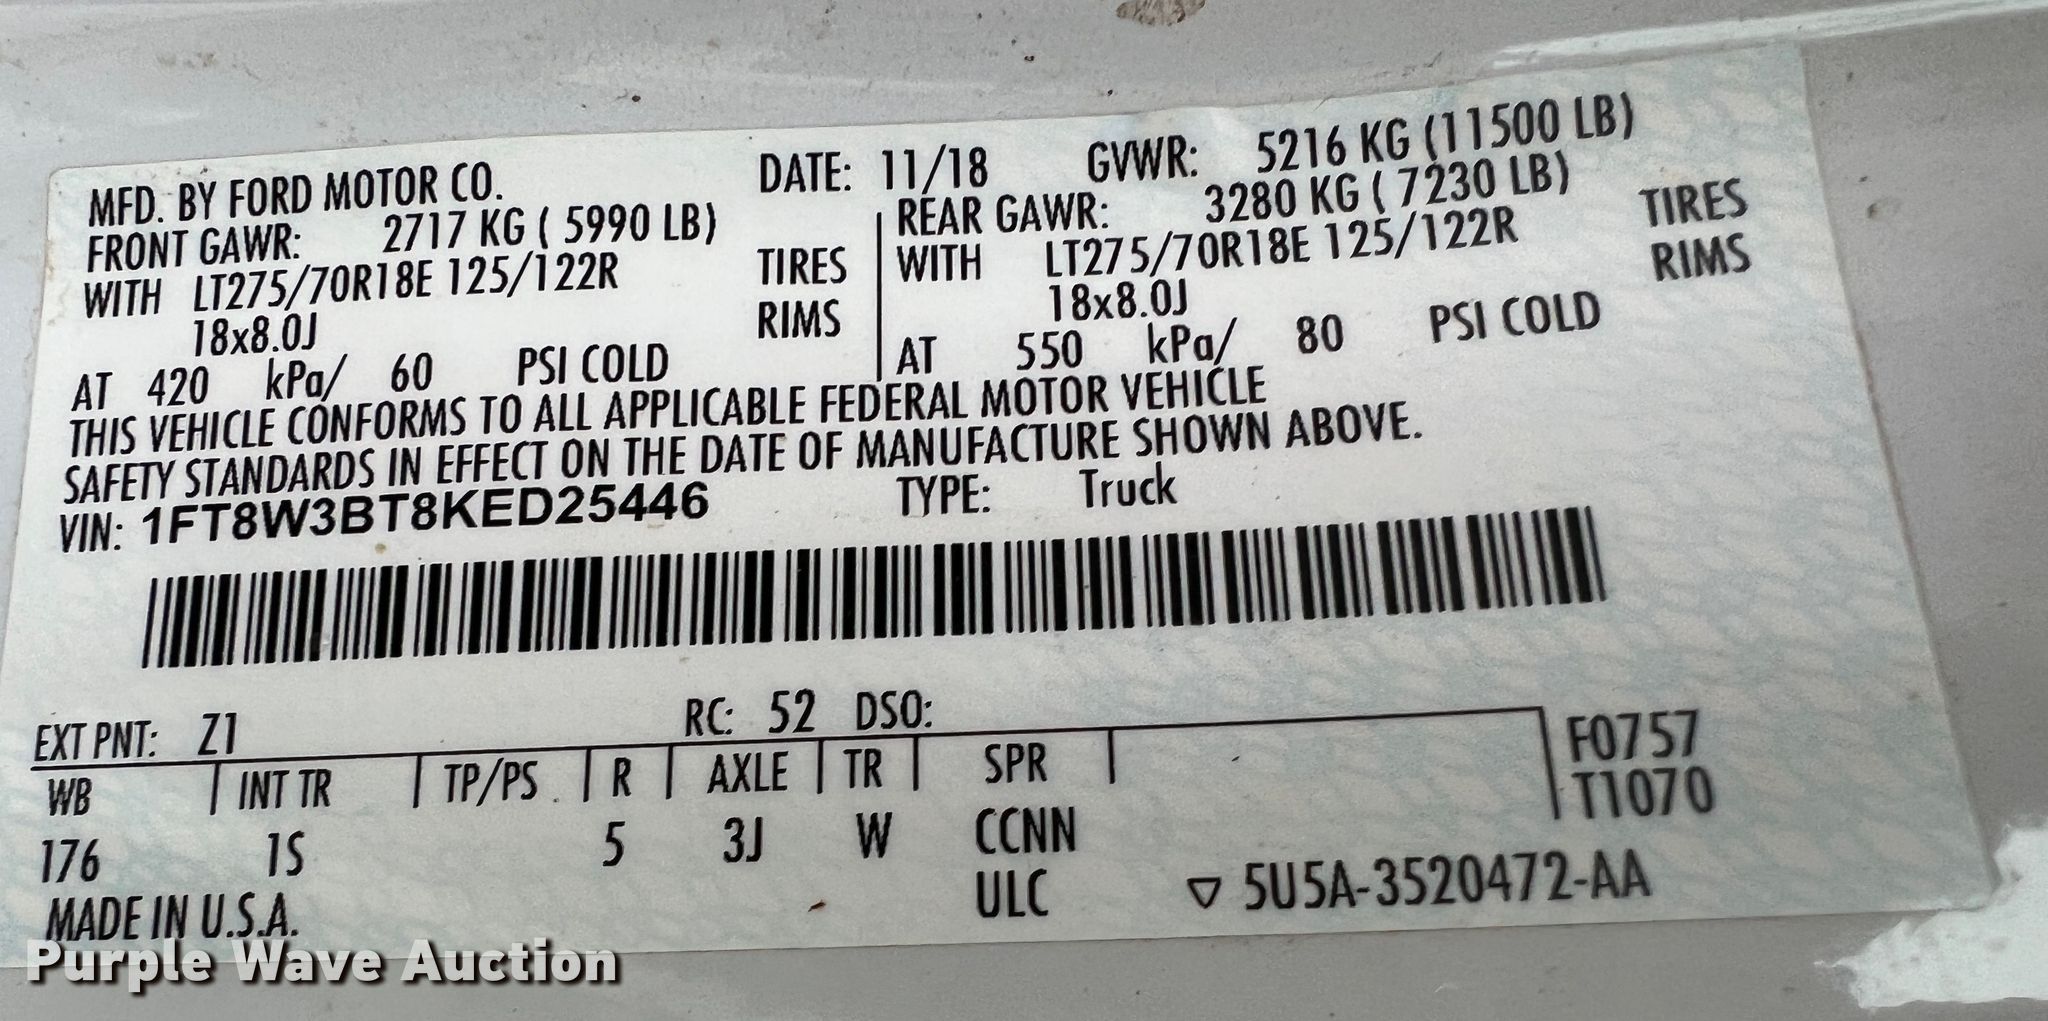 MFD. BY FORD MOTOR CO. DATE: 11/18 GVWR: 5216 KG (11500 LB)
FRONT GAWR: 2717 KG ( 5990 LB) REAR GAWR: 3280 KG ( 7230 LB)
WITH LT275/70R18E 125/122R TIRES WITH LT275/70R18E 125/122R TIRES
18x8.0J RIMS 18x8.0J RIMS
AT 420 kPa/ 60 PSI COLD AT 550 kPa/ 80 PSI COLD
THIS VEHICLE CONFORMS TO ALL APPLICABLE FEDERAL MOTOR VEHICLE
SAFETY STANDARDS IN EFFECT ON THE DATE OF MANUFACTURE SHOWN ABOVE.
VIN: 1FT8W3BT8KED25446 TYPE: Truck
EXT PNT: Z1 RC: 52 DSO:
WB INT TR TP/PS R AXLE TR SPR F0757
T1070
176 1S 5 3J W CCNN
MADE IN U.S.A. ULC ▽ 5U5A-3520472-AA
Purple Wave Auction